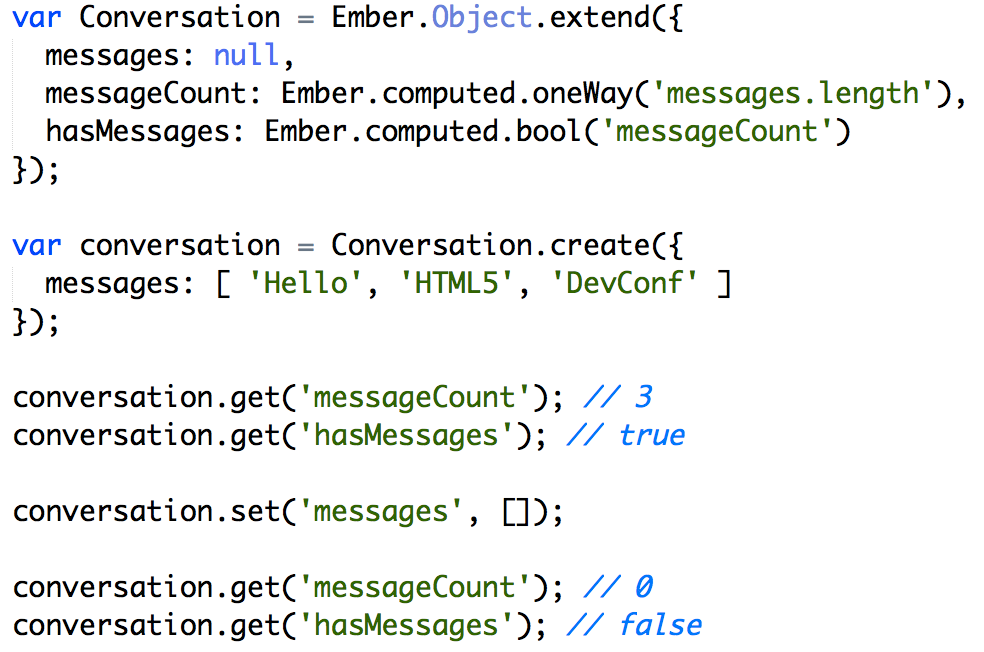 var Conversation = Ember.Object.extend({
  messages: null,
  messageCount: Ember.computed.oneWay('messages.length'),
  hasMessages: Ember.computed.bool('messageCount')
});

var conversation = Conversation.create({
  messages: [ 'Hello', 'HTML5', 'DevConf' ]
});

conversation.get('messageCount'); // 3
conversation.get('hasMessages'); // true

conversation.set('messages', []);

conversation.get('messageCount'); // 0
conversation.get('hasMessages'); // false